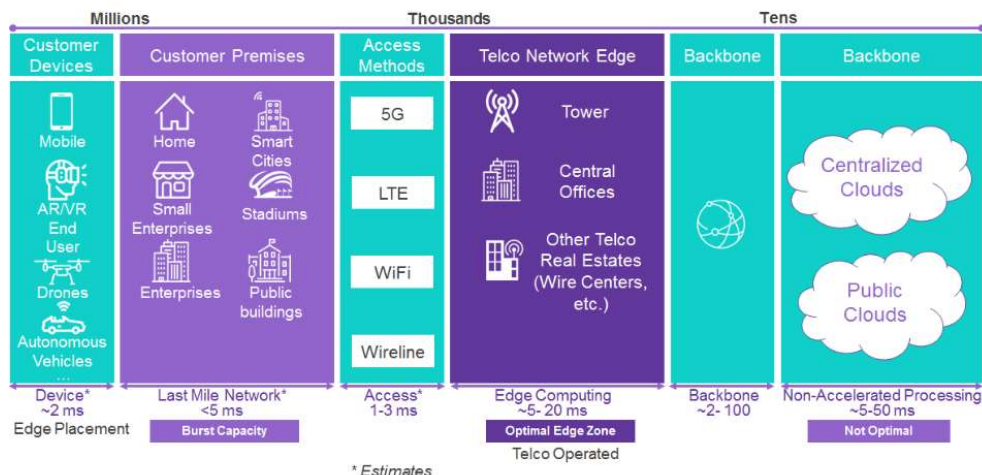 Millions
Thousands
Tens
Customer
Devices
Customer Premises
Access
Methods
Telco Network Edge
Backbone
Backbone
Mobile
AR/VR
End
User
Drones
Autonomous
Vehicles
...
Home
Smart
Cities
Small
Enterprises
Stadiums
Enterprises
Public
buildings
5G
LTE
WiFi
Wireline
Tower
Central
Offices
Other Telco
Real Estates
(Wire Centers,
etc.)
Centralized
Clouds
Public
Clouds
Device*
~2 ms
Edge Placement
Last Mile Network*
<5 ms
Burst Capacity
Access*
1-3 ms
Edge Computing
~5- 20 ms
Optimal Edge Zone
Telco Operated
Backbone
~2- 100
Non-Accelerated Processing
~5-50 ms
Not Optimal
* Estimates